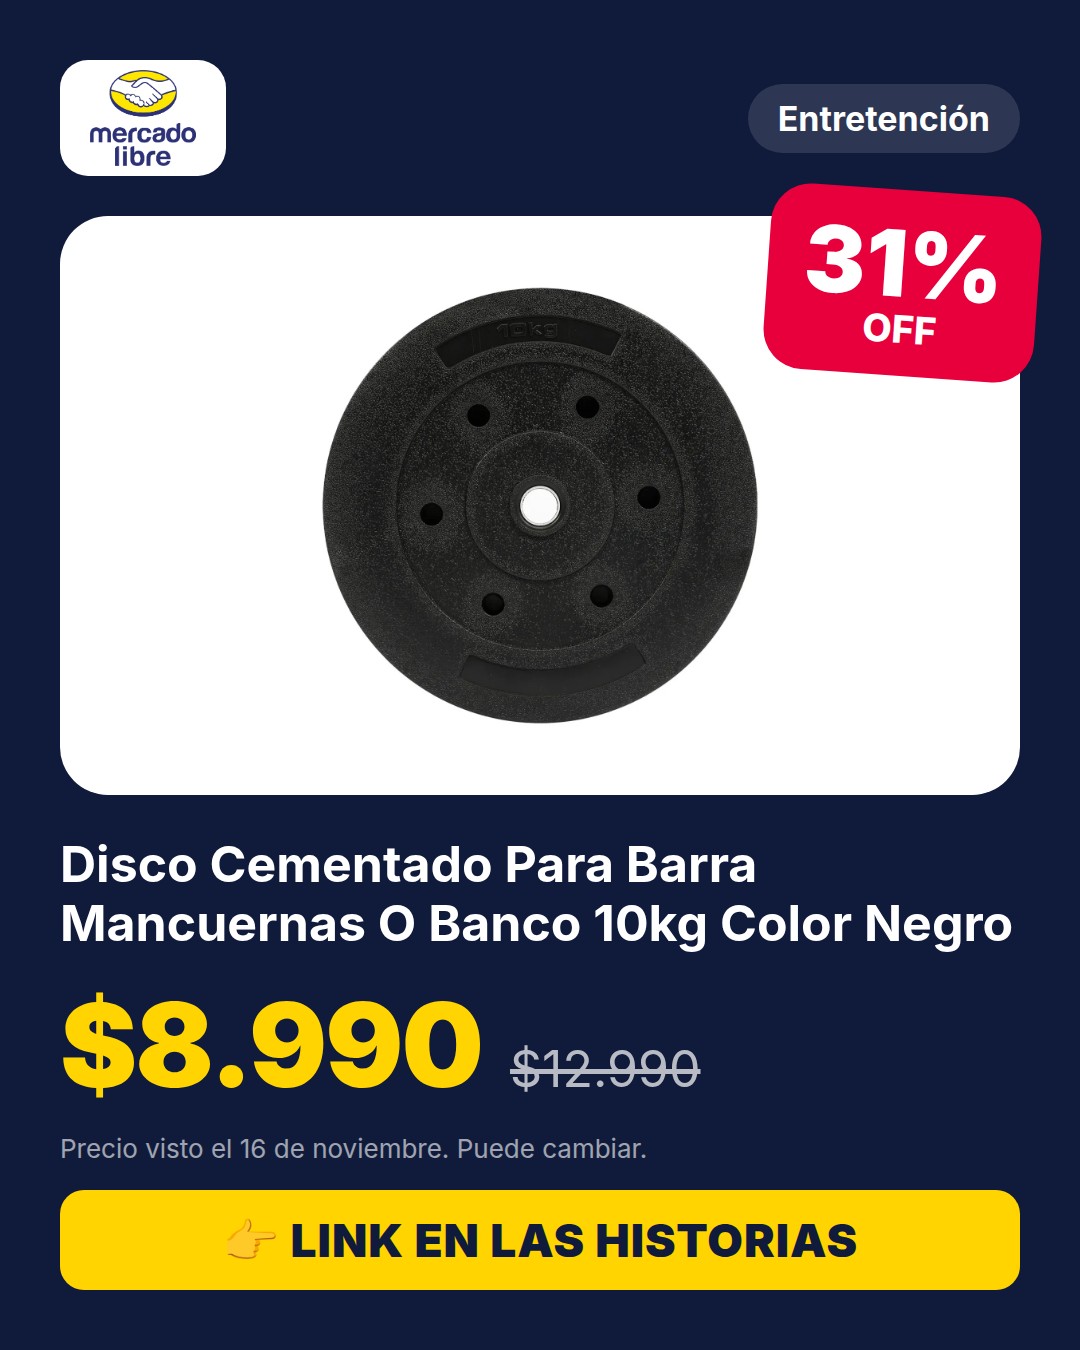 mercado
libre
Entretención
31%
OFF
10kg
Disco Cementado Para Barra
Mancuernas O Banco 10kg Color Negro
$8.990 $12.990
Precio visto el 16 de noviembre. Puede cambiar.
👉 LINK EN LAS HISTORIAS